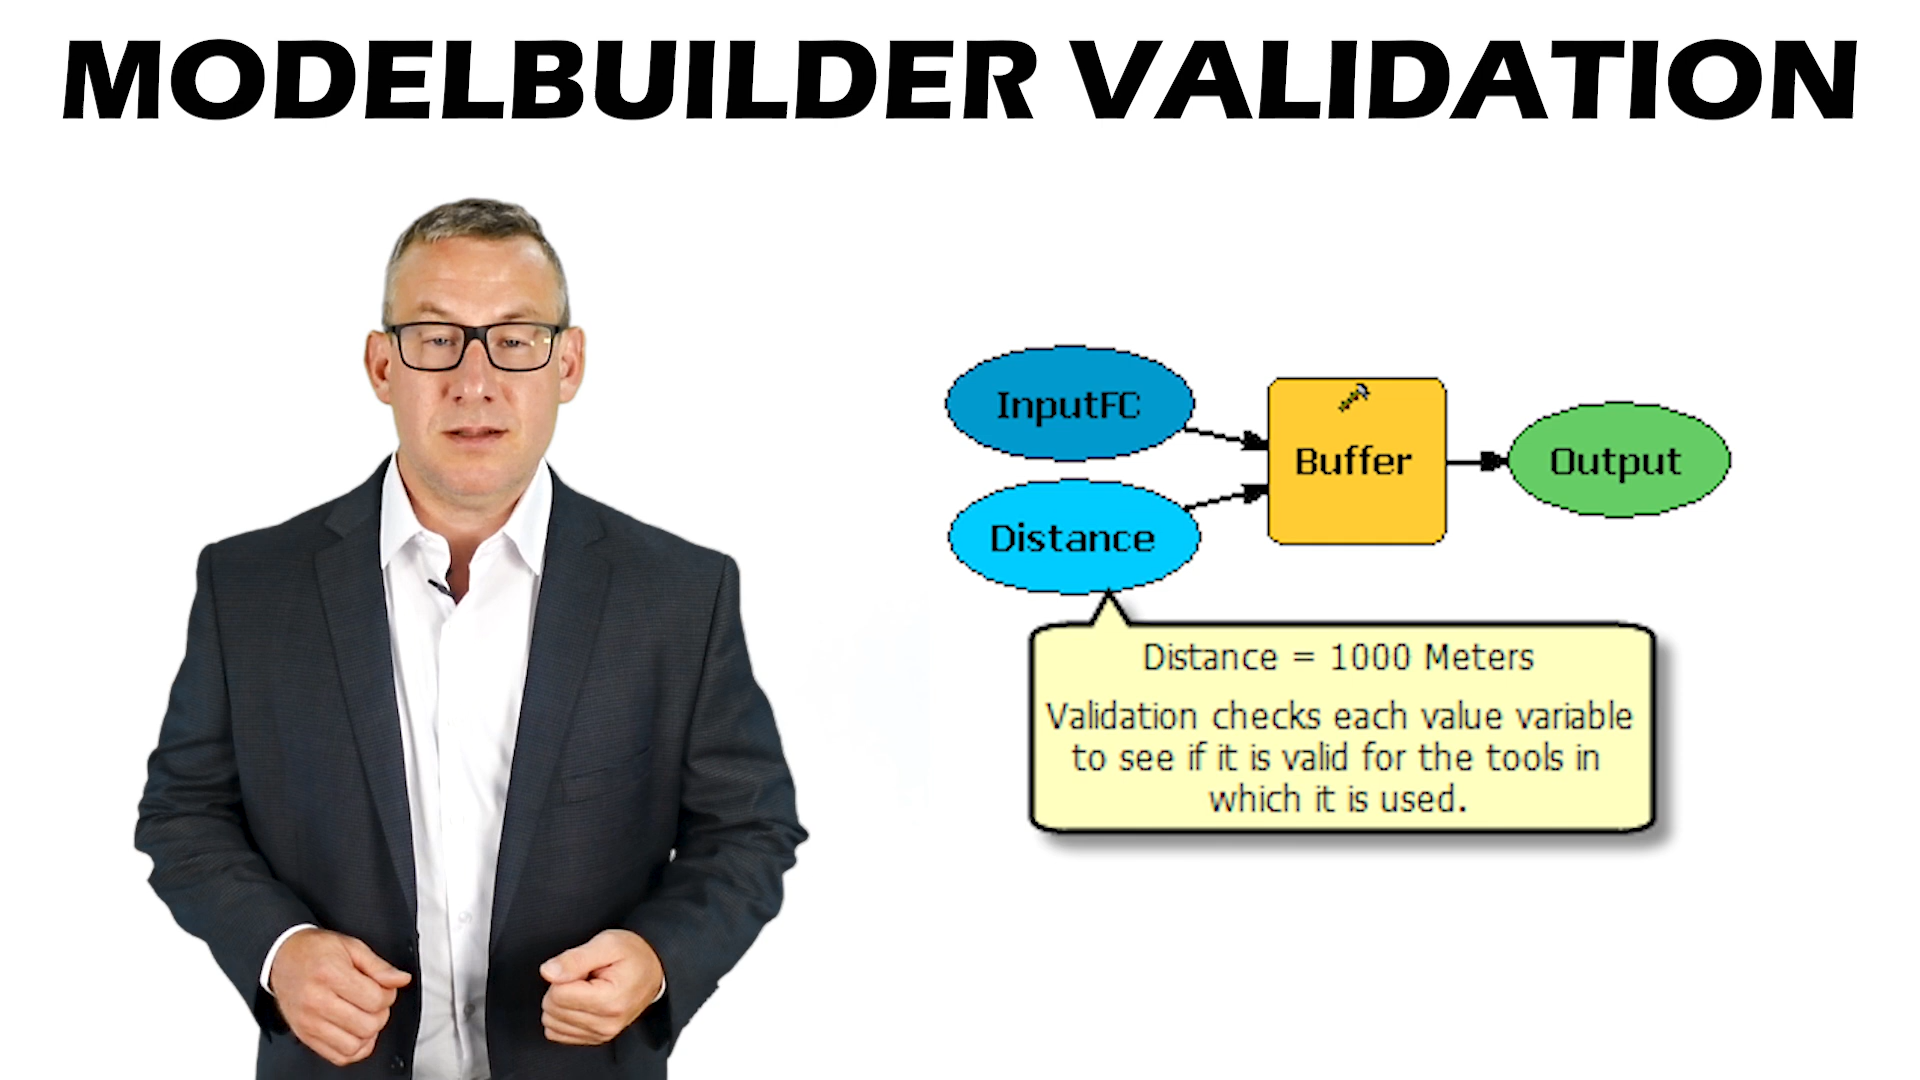 MODELBUILDER VALIDATION
InputFC
Distance
Buffer
Output
Distance = 1000 Meters
Validation checks each value variable
to see if it is valid for the tools in
which it is used.